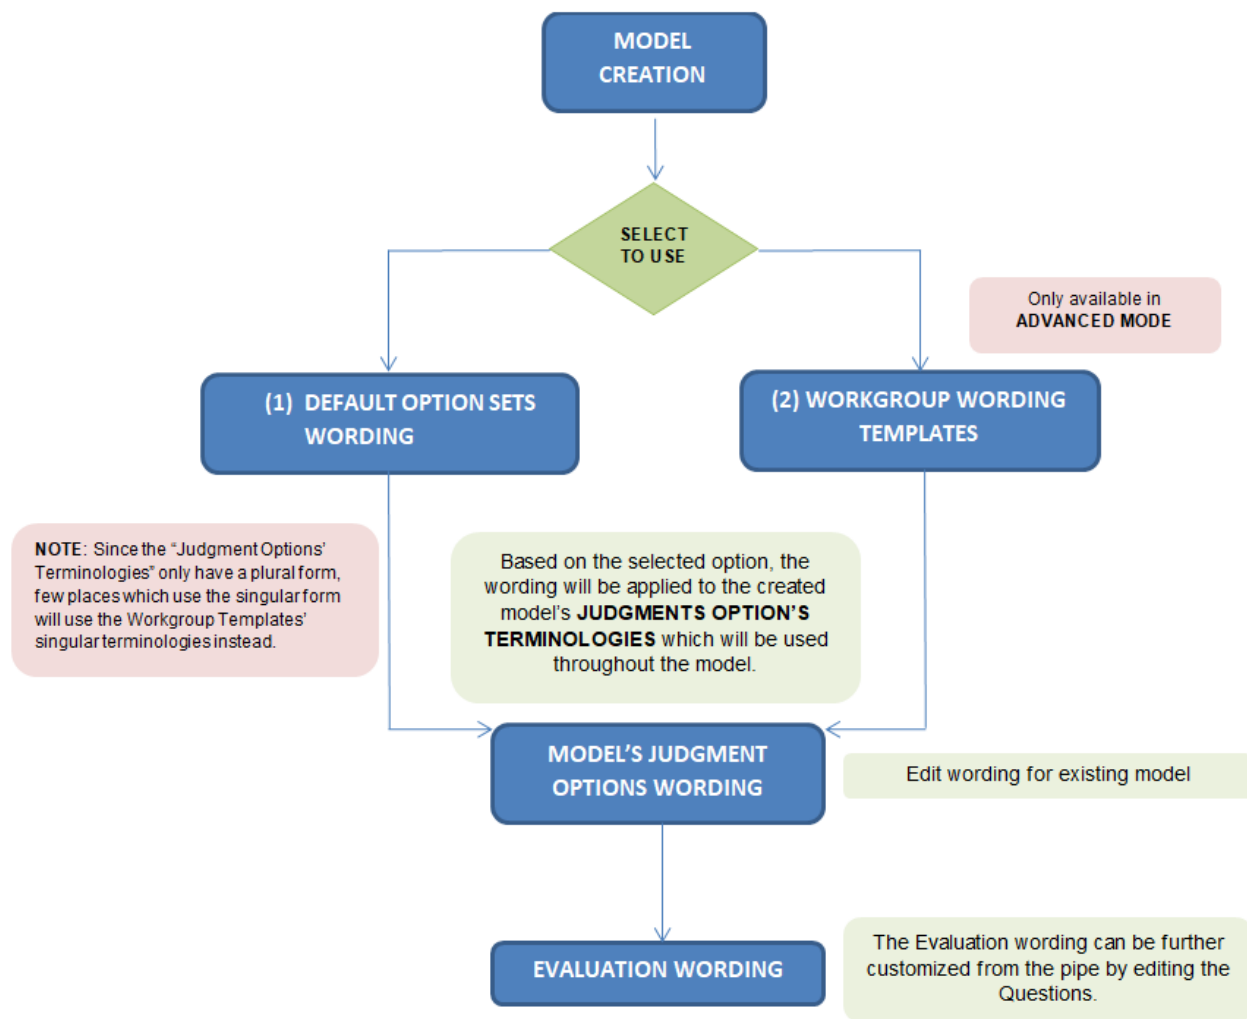 MODEL
CREATION
SELECT
TO USE
Only available in
ADVANCED MODE
(1) DEFAULT OPTION SETS
WORDING
(2) WORKGROUP WORDING
TEMPLATES
NOTE: Since the “Judgment Options’
Terminologies” only have a plural form,
few places which use the singular form
will use the Workgroup Templates’
singular terminologies instead.
Based on the selected option, the
wording will be applied to the created
model’s JUDGMENTS OPTION’S
TERMINOLOGIES which will be used
throughout the model.
MODEL’S JUDGMENT
OPTIONS WORDING
Edit wording for existing model
EVALUATION WORDING
The Evaluation wording can be further
customized from the pipe by editing the
Questions.